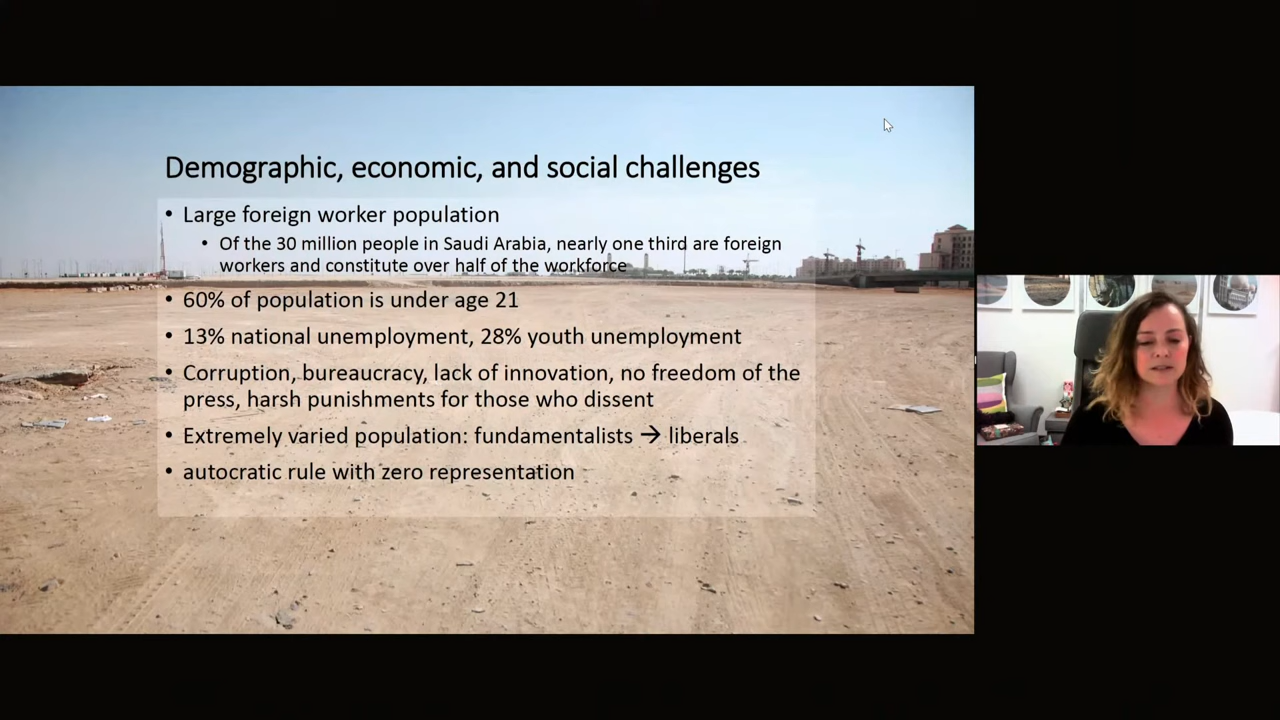 Demographic, economic, and social challenges
• Large foreign worker population
• Of the 30 million people in Saudi Arabia, nearly one third are foreign
workers and constitute over half of the workforce
• 60% of population is under age 21
• 13% national unemployment, 28% youth unemployment
• Corruption, bureaucracy, lack of innovation, no freedom of the
press, harsh punishments for those who dissent
• Extremely varied population: fundamentalists → liberals
• autocratic rule with zero representation